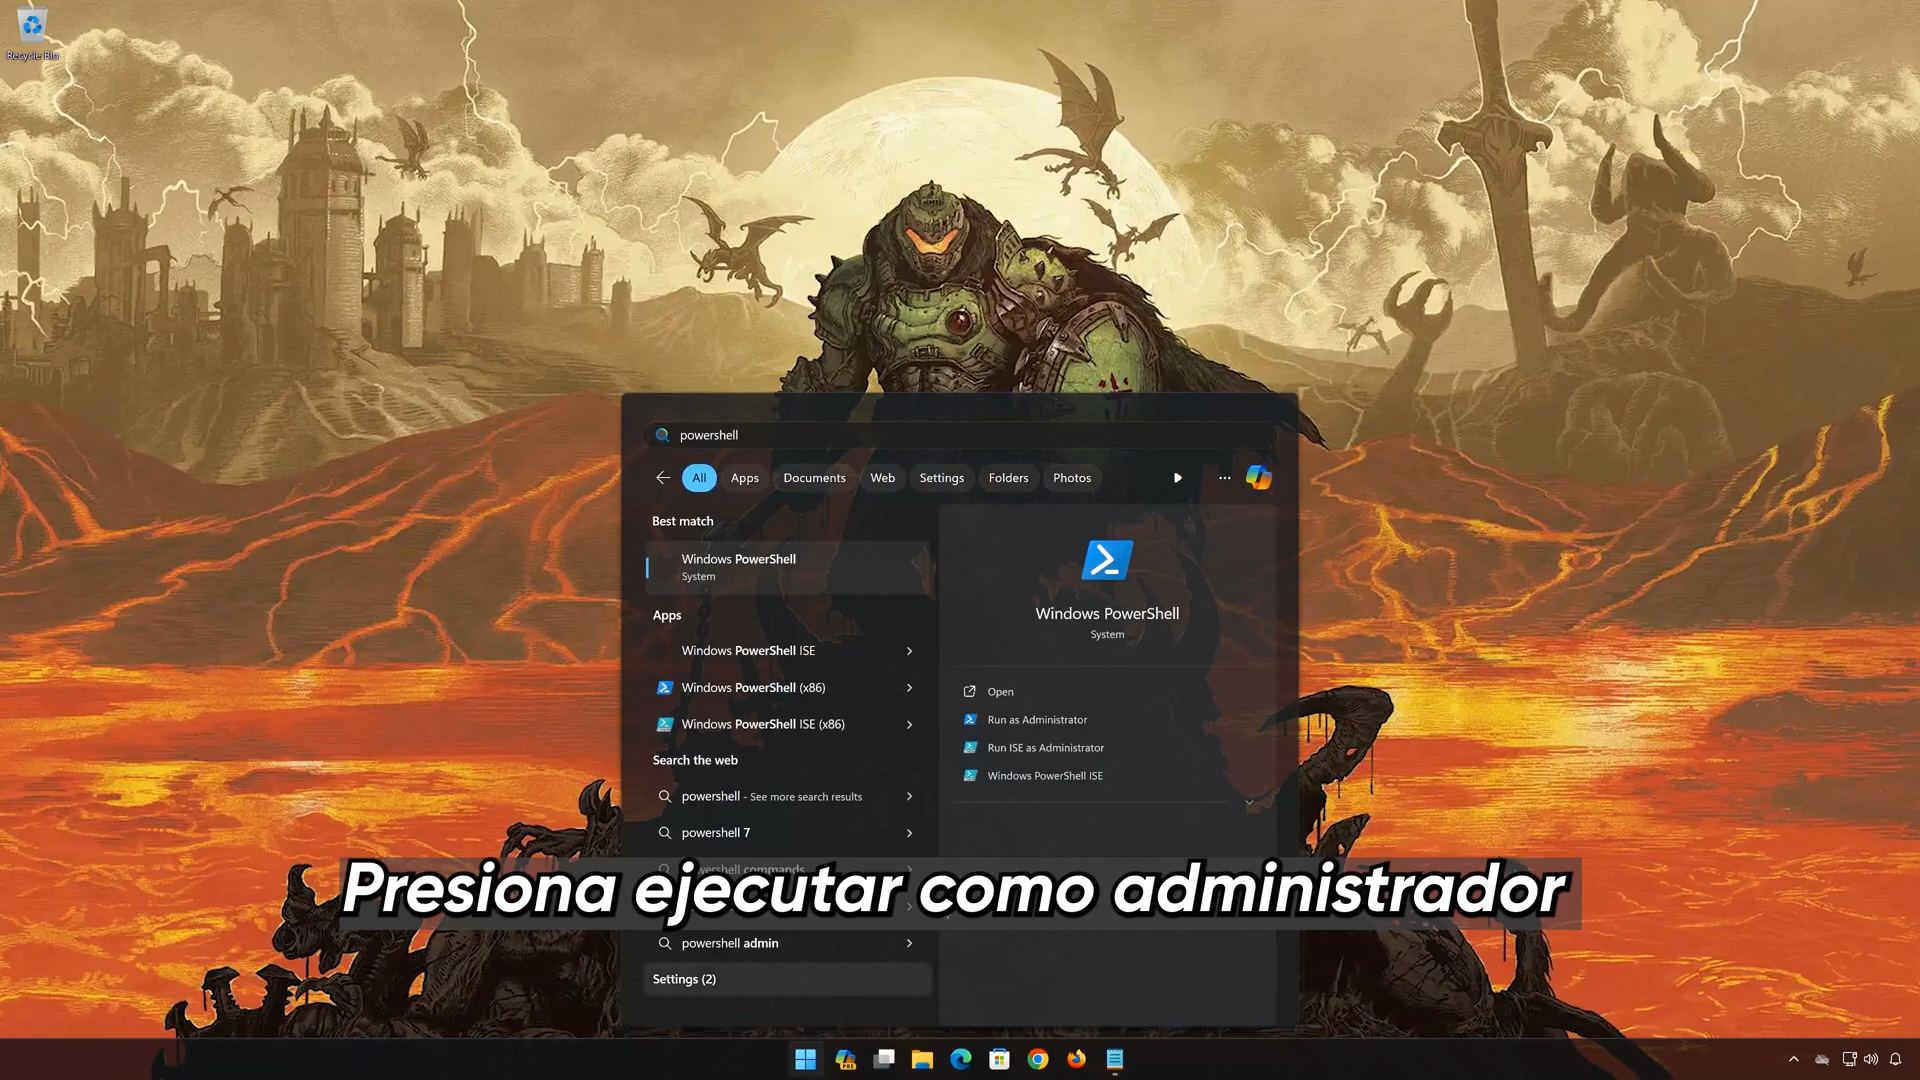 Recycle Bin
powershell
All
Apps
Documents
Web
Settings
Folders
Photos
Best match
Windows PowerShell
System
Apps
Windows PowerShell ISE
Windows PowerShell (x86)
Windows PowerShell ISE (x86)
Search the web
powershell - See more search results
powershell 7
powershell commands
powershell admin
Settings (2)
Windows PowerShell
System
Open
Run as Administrator
Run ISE as Administrator
Windows PowerShell ISE
Presiona ejecutar como administrador
PRE